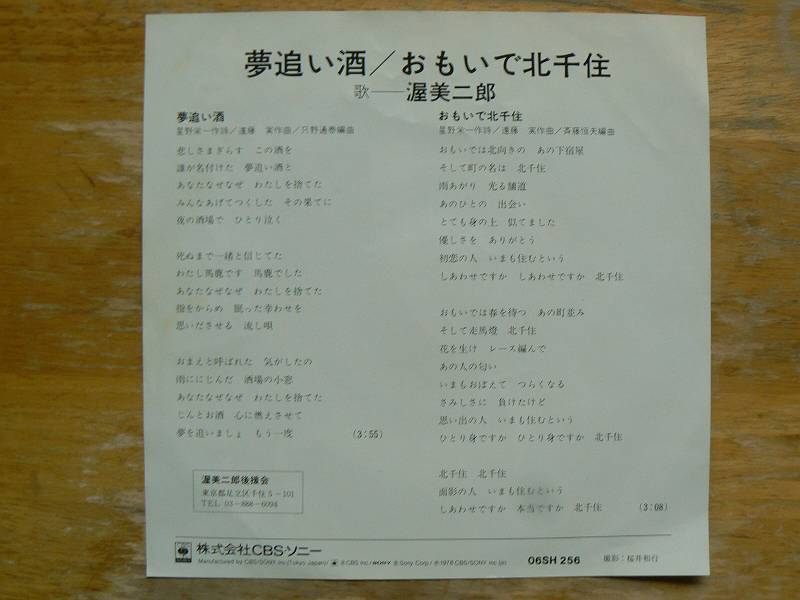 夢追い酒／おもいで北千住
歌──渥美二郎
夢追い酒
星野栄一作詩／遠藤 実作曲／只野通泰編曲
悲しさまぎらす この酒を
誰が名付けた 夢追い酒と
あなたなぜなぜ わたしを捨てた
みんなあげてつくした その果てに
夜の酒場で ひとり泣く
死ぬまで一緒と信じてた
わたし馬鹿です 馬鹿でした
あなたなぜなぜ わたしを捨てた
指をからめ 眠った幸わせを
思いださせる 流し唄
おまえと呼ばれた 気がしたの
雨ににじんだ 酒場の小窓
あなたなぜなぜ わたしを捨てた
じんとお酒 心に燃えさせて
夢を追いましょ もう一度 (3:55)
渥美二郎後援会
東京都足立区千住5－101
TEL 03－888－6094
おもいで北千住
星野栄一作詩／遠藤 実作曲／斉藤恒夫編曲
おもいでは北向きの あの下宿屋
そして町の名は 北千住
雨あがり 光る舗道
あのひとの 出会い
とても身の上 似てました
優しさを ありがとう
初恋の人 いまも住むという
しあわせですか しあわせですか 北千住
おもいでは春を待つ あの町並み
そして走馬燈 北千住
花を生け レース編んで
あの人の匂い
いまもおぼえて つらくなる
さみしさに 負けたけど
思い出の人 いまも住むという
ひとり身ですか ひとり身ですか 北千住
北千住 北千住
面影の人 いまも住むという
しあわせですか 本当ですか 北千住 (3:08)
株式会社CBS・ソニー
Manufactured by CBS/SONY Inc.(Tokyo Japan)/ ® CBS Inc./SONY ® Sony Corp./ ℗1978 CBS/SONY Inc.
06SH 256
撮影：桜井和行